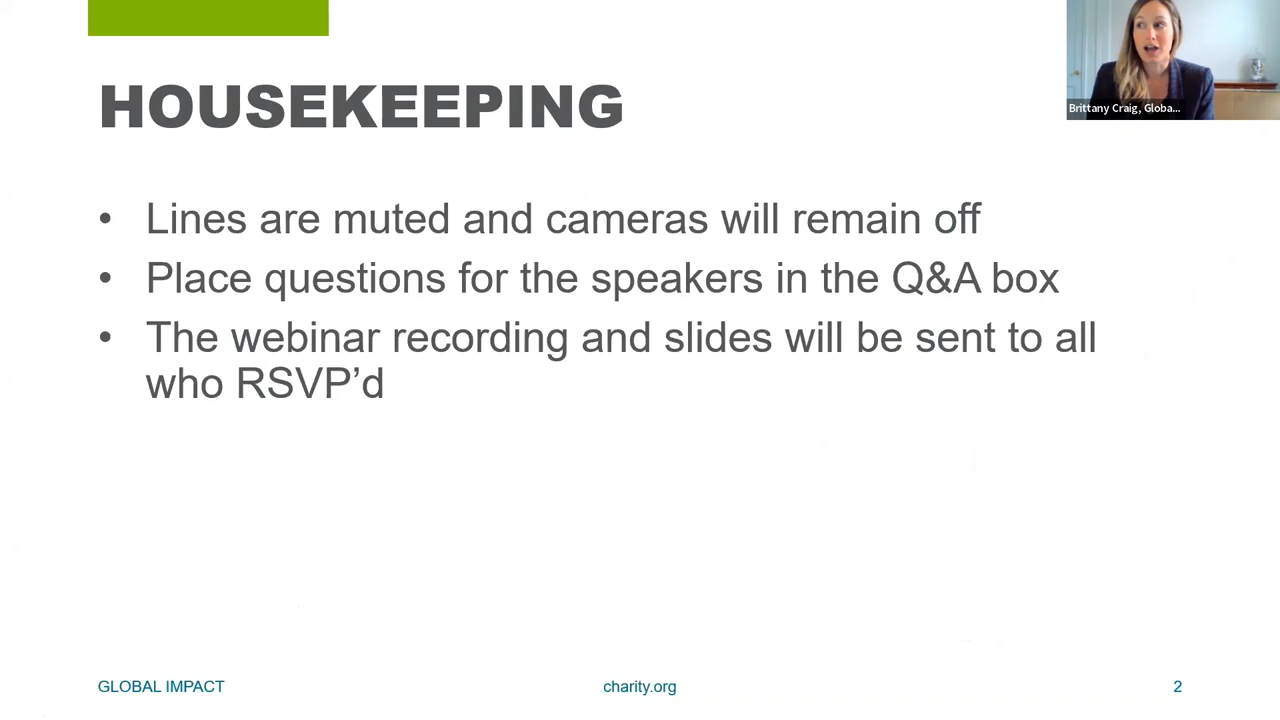 Brittany Craig, Globa...
HOUSEKEEPING
• Lines are muted and cameras will remain off
• Place questions for the speakers in the Q&A box
• The webinar recording and slides will be sent to all
who RSVP’d
GLOBAL IMPACT
charity.org
2